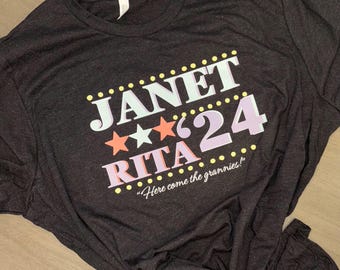 JANET
RITA '24
"Here come the grannies!"